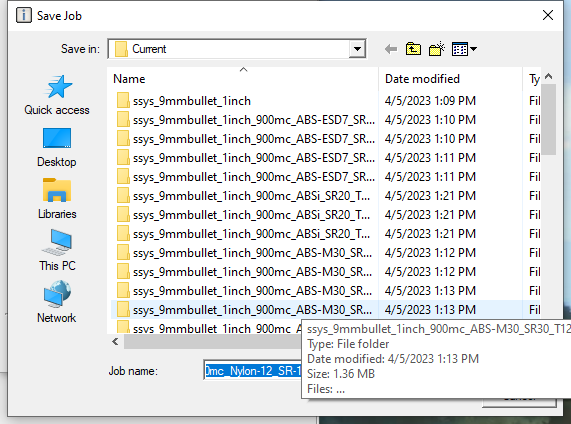 Save Job
Save in: Current
Name Date modified Ty
ssys_9mmbullet_1inch 4/5/2023 1:09 PM Fil
ssys_9mmbullet_1inch_900mc_ABS-ESD7_SR... 4/5/2023 1:10 PM Fil
ssys_9mmbullet_1inch_900mc_ABS-ESD7_SR... 4/5/2023 1:10 PM Fil
ssys_9mmbullet_1inch_900mc_ABS-ESD7_SR... 4/5/2023 1:11 PM Fil
ssys_9mmbullet_1inch_900mc_ABS-ESD7_SR... 4/5/2023 1:11 PM Fil
ssys_9mmbullet_1inch_900mc_ABSi_SR20_T... 4/5/2023 1:21 PM Fil
ssys_9mmbullet_1inch_900mc_ABSi_SR20_T... 4/5/2023 1:21 PM Fil
ssys_9mmbullet_1inch_900mc_ABSi_SR20_T... 4/5/2023 1:21 PM Fil
ssys_9mmbullet_1inch_900mc_ABS-M30_SR... 4/5/2023 1:12 PM Fil
ssys_9mmbullet_1inch_900mc_ABS-M30_SR... 4/5/2023 1:12 PM Fil
ssys_9mmbullet_1inch_900mc_ABS-M30_SR... 4/5/2023 1:13 PM Fil
ssys_9mmbullet_1inch_900mc_ABS-M30_SR... 4/5/2023 1:13 PM Fil
Quick access
Desktop
Libraries
This PC
Network
ssys_9mmbullet_1inch_900mc_ABS-M30_SR30_T12
Type: File folder
Date modified: 4/5/2023 1:13 PM
Size: 1.36 MB
Files: ...
Job name: 0mc_Nylon-12_SR-1